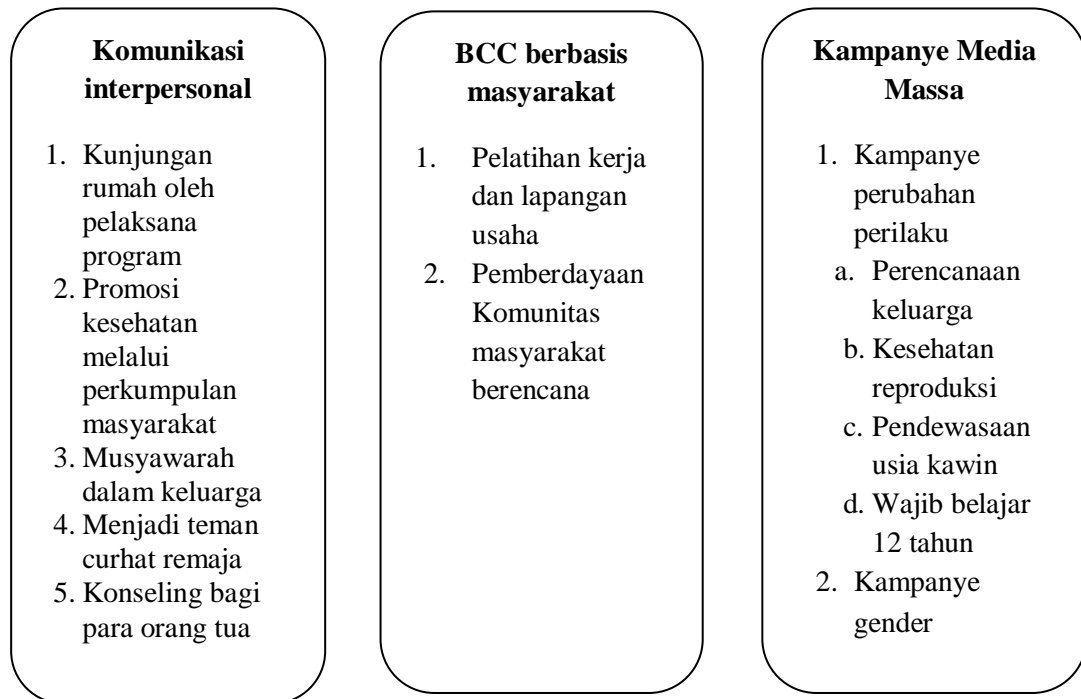 Komunikasi
interpersonal
1. Kunjungan
rumah oleh
pelaksana
program
2. Promosi
kesehatan
melalui
perkumpulan
masyarakat
3. Musyawarah
dalam keluarga
4. Menjadi teman
curhat remaja
5. Konseling bagi
para orang tua
BCC berbasis
masyarakat
1. Pelatihan kerja
dan lapangan
usaha
2. Pemberdayaan
Komunitas
masyarakat
berencana
Kampanye Media
Massa
1. Kampanye
perubahan
perilaku
a. Perencanaan
keluarga
b. Kesehatan
reproduksi
c. Pendewasaan
usia kawin
d. Wajib belajar
12 tahun
2. Kampanye
gender